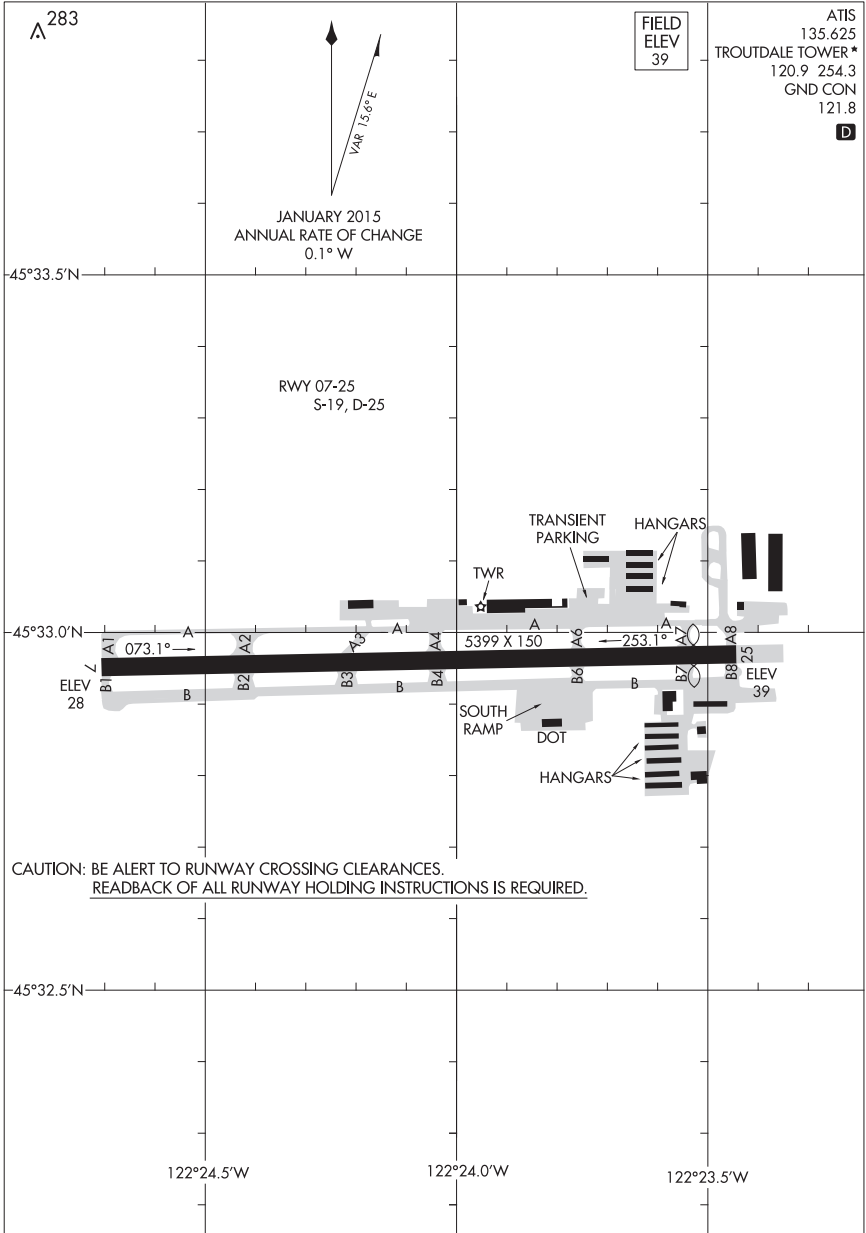 283
FIELD
ELEV
39
ATIS
135.625
TROUTDALE TOWER*
120.9 254.3
GND CON
121.8
D
VAR 15.6° E
JANUARY 2015
ANNUAL RATE OF CHANGE
0.1° W
45°33.5'N
RWY 07-25
S-19, D-25
TRANSIENT
PARKING
HANGARS
TWR
45°33.0'N
A
A
A
A
A1
A2
A3
A4
A6
A7
A8
073.1°
5399 X 150
253.1°
7
25
B1
B2
B3
B4
B6
B7
B8
ELEV
28
ELEV
39
B
B
B
SOUTH
RAMP
DOT
HANGARS
CAUTION: BE ALERT TO RUNWAY CROSSING CLEARANCES.
READBACK OF ALL RUNWAY HOLDING INSTRUCTIONS IS REQUIRED.
45°32.5'N
122°24.5'W
122°24.0'W
122°23.5'W